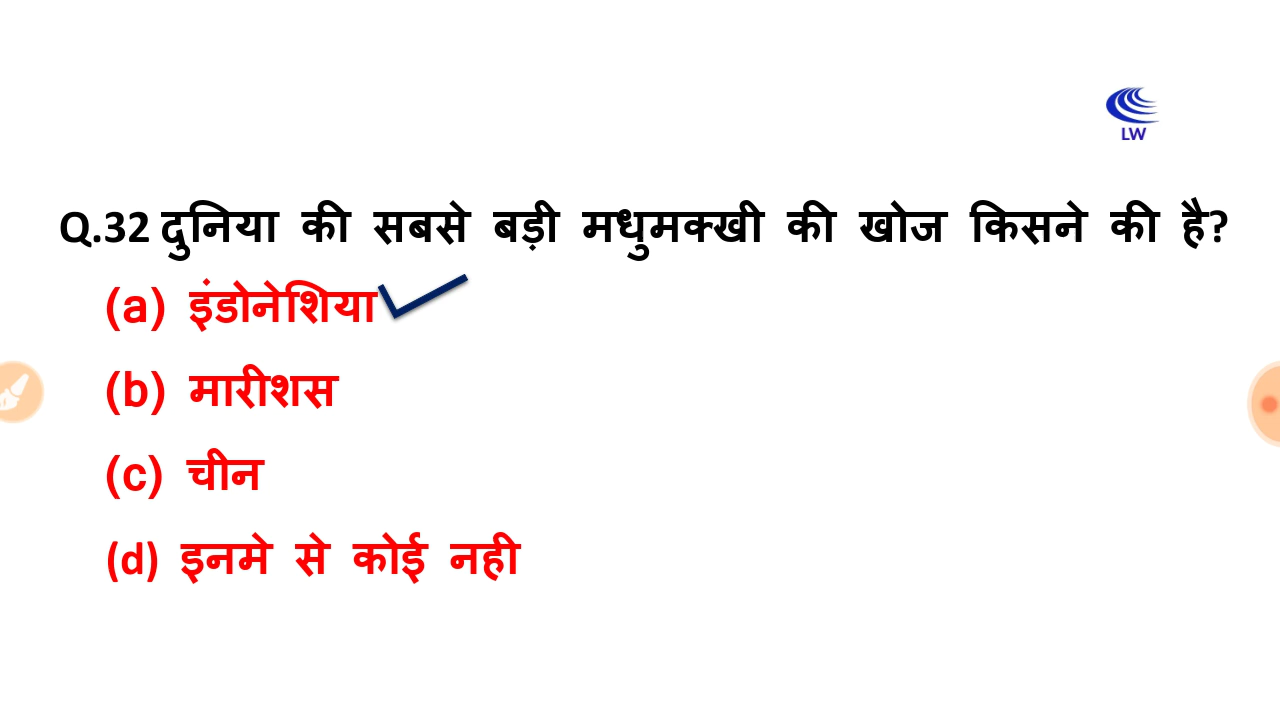 LW
Q.32 दुनिया की सबसे बड़ी मधुमक्खी की खोज किसने की है?
(a) इंडोनेशिया
(b) मारीशस
(c) चीन
(d) इनमे से कोई नही